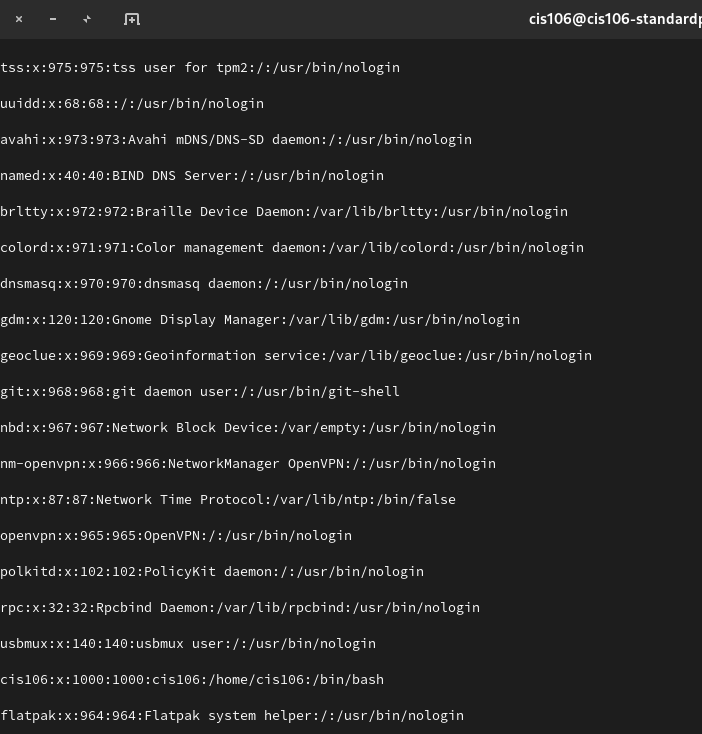 cis106@cis106-standardp
tss:x:975:975:tss user for tpm2:/:/usr/bin/nologin
uuidd:x:68:68::/:/usr/bin/nologin
avahi:x:973:973:Avahi mDNS/DNS-SD daemon:/:/usr/bin/nologin
named:x:40:40:BIND DNS Server:/:/usr/bin/nologin
brltty:x:972:972:Braille Device Daemon:/var/lib/brltty:/usr/bin/nologin
colord:x:971:971:Color management daemon:/var/lib/colord:/usr/bin/nologin
dnsmasq:x:970:970:dnsmasq daemon:/:/usr/bin/nologin
gdm:x:120:120:Gnome Display Manager:/var/lib/gdm:/usr/bin/nologin
geoclue:x:969:969:Geoinformation service:/var/lib/geoclue:/usr/bin/nologin
git:x:968:968:git daemon user:/:/usr/bin/git-shell
nbd:x:967:967:Network Block Device:/var/empty:/usr/bin/nologin
nm-openvpn:x:966:966:NetworkManager OpenVPN:/:/usr/bin/nologin
ntp:x:87:87:Network Time Protocol:/var/lib/ntp:/bin/false
openvpn:x:965:965:OpenVPN:/:/usr/bin/nologin
polkitd:x:102:102:PolicyKit daemon:/:/usr/bin/nologin
rpc:x:32:32:Rpcbind Daemon:/var/lib/rpcbind:/usr/bin/nologin
usbmux:x:140:140:usbmux user:/:/usr/bin/nologin
cis106:x:1000:1000:cis106:/home/cis106:/bin/bash
flatpak:x:964:964:Flatpak system helper:/:/usr/bin/nologin